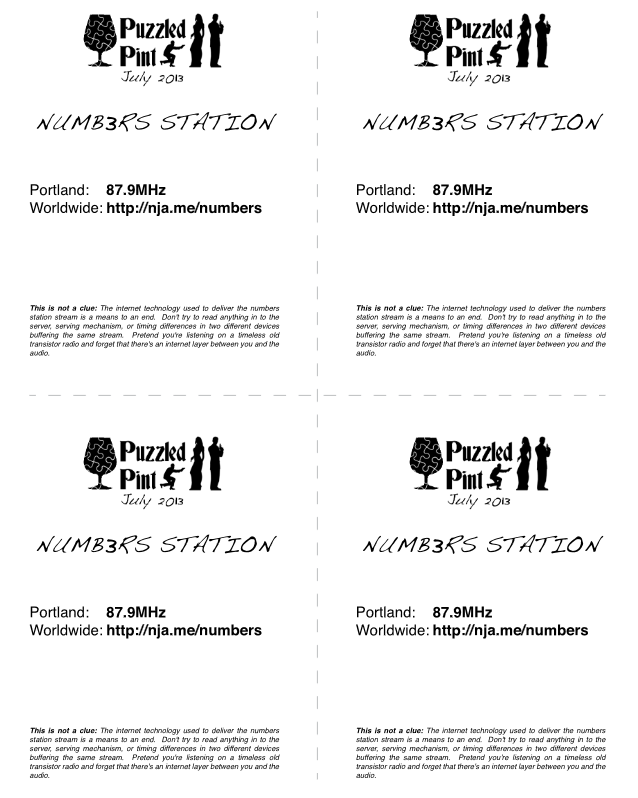 Puzzled
Pint
July 2013
NUMB3RS STATION
Portland: 87.9MHz
Worldwide: http://nja.me/numbers
This is not a clue: The internet technology used to deliver the numbers
station stream is a means to an end. Don't try to read anything in to the
server, serving mechanism, or timing differences in two different devices
buffering the same stream. Pretend you're listening on a timeless old
transistor radio and forget that there's an internet layer between you and the
audio.
Puzzled
Pint
July 2013
NUMB3RS STATION
Portland: 87.9MHz
Worldwide: http://nja.me/numbers
This is not a clue: The internet technology used to deliver the numbers
station stream is a means to an end. Don't try to read anything in to the
server, serving mechanism, or timing differences in two different devices
buffering the same stream. Pretend you're listening on a timeless old
transistor radio and forget that there's an internet layer between you and the
audio.
Puzzled
Pint
July 2013
NUMB3RS STATION
Portland: 87.9MHz
Worldwide: http://nja.me/numbers
This is not a clue: The internet technology used to deliver the numbers
station stream is a means to an end. Don't try to read anything in to the
server, serving mechanism, or timing differences in two different devices
buffering the same stream. Pretend you're listening on a timeless old
transistor radio and forget that there's an internet layer between you and the
audio.
Puzzled
Pint
July 2013
NUMB3RS STATION
Portland: 87.9MHz
Worldwide: http://nja.me/numbers
This is not a clue: The internet technology used to deliver the numbers
station stream is a means to an end. Don't try to read anything in to the
server, serving mechanism, or timing differences in two different devices
buffering the same stream. Pretend you're listening on a timeless old
transistor radio and forget that there's an internet layer between you and the
audio.